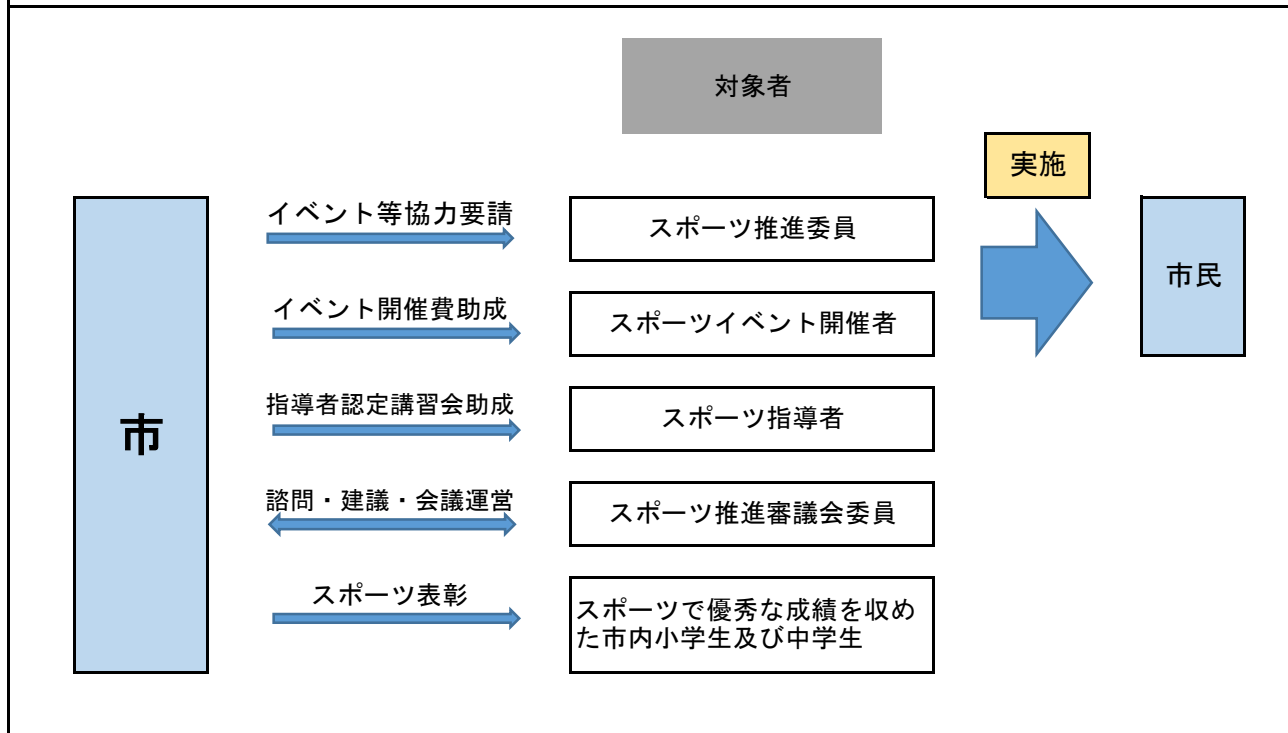 対象者
実施
市
イベント等協力要請
スポーツ推進委員
市民
イベント開催費助成
スポーツイベント開催者
指導者認定講習会助成
スポーツ指導者
諮問・建議・会議運営
スポーツ推進審議会委員
スポーツ表彰
スポーツで優秀な成績を収め
た市内小学生及び中学生